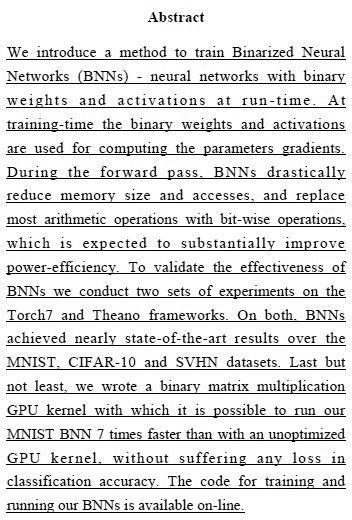 Abstract
We introduce a method to train Binarized Neural
Networks (BNNs) - neural networks with binary
weights and activations at run-time. At
training-time the binary weights and activations
are used for computing the parameters gradients.
During the forward pass, BNNs drastically
reduce memory size and accesses, and replace
most arithmetic operations with bit-wise operations,
which is expected to substantially improve
power-efficiency. To validate the effectiveness of
BNNs we conduct two sets of experiments on the
Torch7 and Theano frameworks. On both, BNNs
achieved nearly state-of-the-art results over the
MNIST, CIFAR-10 and SVHN datasets. Last but
not least, we wrote a binary matrix multiplication
GPU kernel with which it is possible to run our
MNIST BNN 7 times faster than with an unoptimized
GPU kernel, without suffering any loss in
classification accuracy. The code for training and
running our BNNs is available on-line.